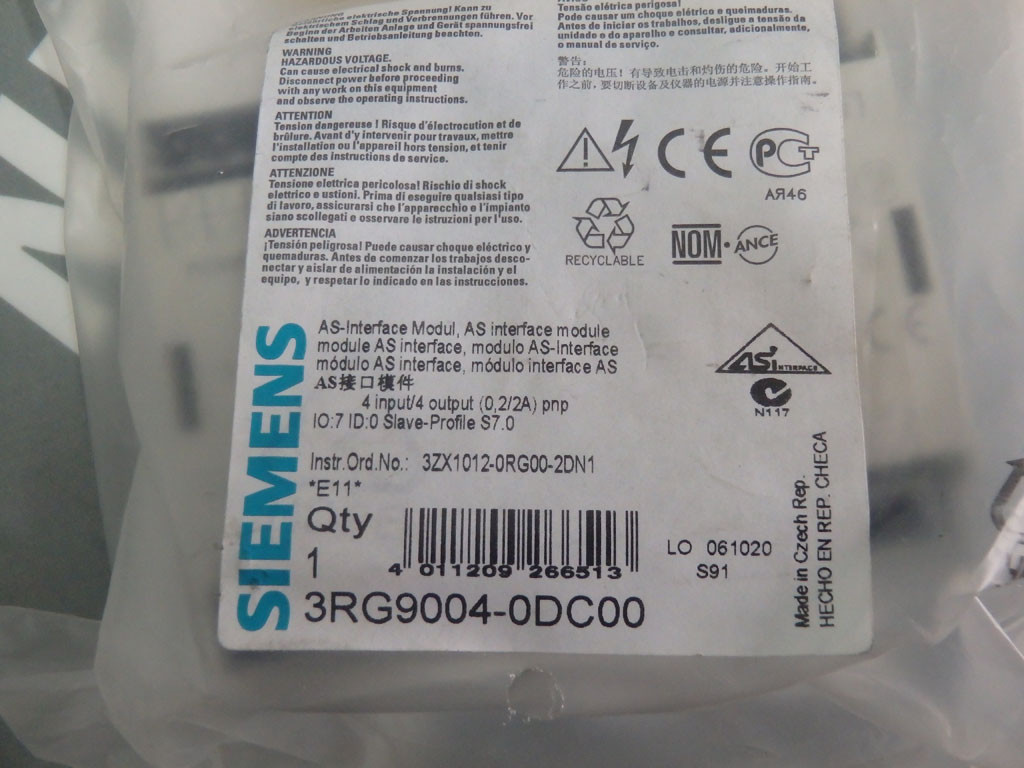 Gefährliche elektrische Spannung! Kann zu
elektrischem Schlag und Verbrennungen führen. Vor
Beginn der Arbeiten Anlage und Gerät spannungsfrei
schalten und Betriebsanleitung beachten.
WARNING
HAZARDOUS VOLTAGE.
Can cause electrical shock and burns.
Disconnect power before proceeding
with any work on this equipment
and observe the operating instructions.
ATTENTION
Tension dangereuse ! Risque d'électrocution et de
brûlure. Avant d'y intervenir pour travaux, mettre
l'installation ou l'appareil hors tension, et tenir
compte des instructions de service.
ATTENZIONE
Tensione elettrica pericolosa! Rischio di shock
elettrico e ustioni. Prima di eseguire qualsiasi tipo
di lavoro, assicurarsi che l'apparecchio e l'impianto
siano scollegati e osservare le istruzioni per l'uso.
ADVERTENCIA
¡Tensión peligrosa! Puede causar choque eléctrico y
quemaduras. Antes de comenzar los trabajos desco-
nectar y aislar de alimentación la instalación y el
equipo, y respetar lo indicado en las instrucciones.
Tensão elétrica perigosa!
Pode causar choque elétrico e queimaduras.
Antes de iniciar os trabalhos, desligue a tensão da
unidade e do aparelho e consultar, adicionalmente,
o manual de serviço.
警告:
危险的电压!有导致电击和灼伤的危险。开始工
作之前,要切断设备及仪器的电源并注意操作指南。
CE
РСТ
АЯ46
RECYCLABLE
NOM-ANCE
SIEMENS
AS-Interface Modul, AS interface module
module AS interface, modulo AS-Interface
módulo AS interface, módulo interface AS
AS接口模件
4 input/4 output (0,2/2A) pnp
IO:7 ID:0 Slave-Profile S7.0
ASi INTERFACE
N117
Instr.Ord.No.: 3ZX1012-0RG00-2DN1
*E11*
Qty
1
4 011209 266513
LO 061020
S91
3RG9004-0DC00
Made in Czech Rep.
HECHO EN REP. CHECA